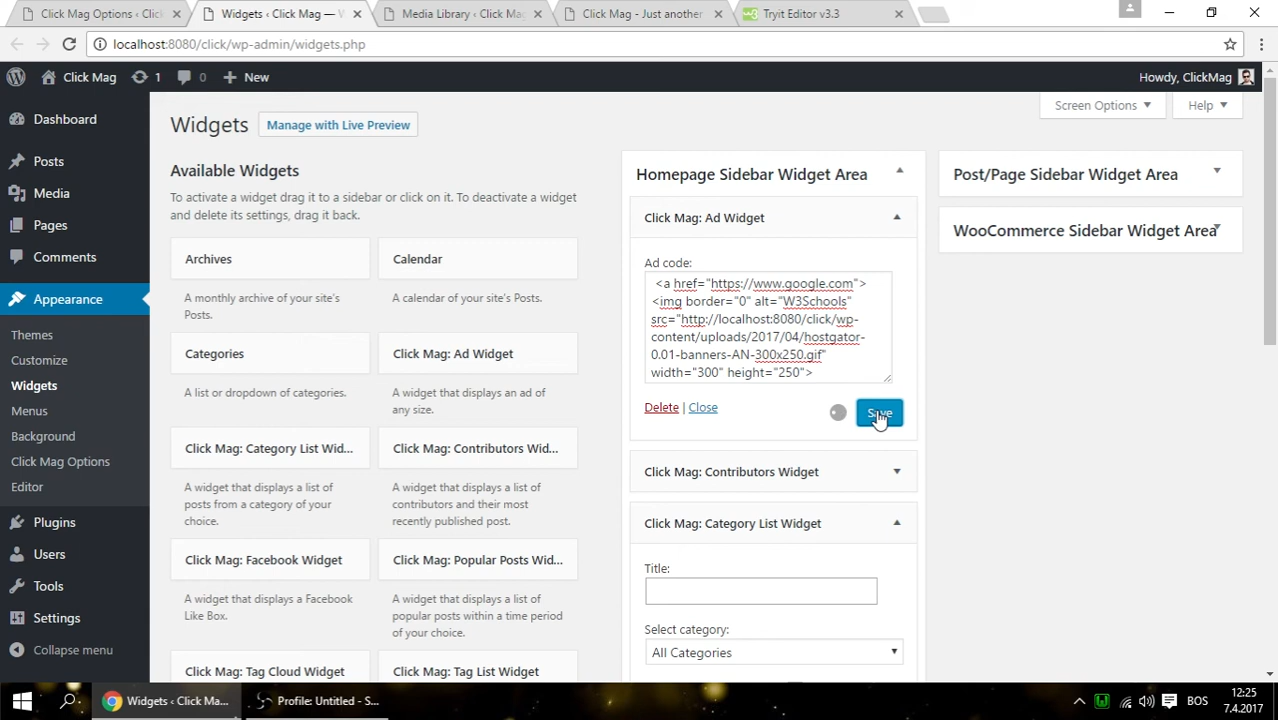 Click Mag Options ‹ Click
Widgets ‹ Click Mag —
Media Library ‹ Click Mag
Click Mag - Just another
Tryit Editor v3.3
localhost:8080/click/wp-admin/widgets.php
Click Mag
1
0
New
Howdy, ClickMag
Dashboard
Posts
Media
Pages
Comments
Appearance
Themes
Customize
Widgets
Menus
Background
Click Mag Options
Editor
Plugins
Users
Tools
Settings
Collapse menu
Screen Options
Help
Widgets
Manage with Live Preview
Available Widgets
To activate a widget drag it to a sidebar or click on it. To deactivate a widget
and delete its settings, drag it back.
Archives
A monthly archive of your site's
Posts.
Calendar
A calendar of your site's Posts.
Categories
A list or dropdown of categories.
Click Mag: Ad Widget
A widget that displays an ad of
any size.
Click Mag: Category List Wid...
A widget that displays a list of
posts from a category of your
choice.
Click Mag: Contributors Wid...
A widget that displays a list of
contributors and their most
recently published post.
Click Mag: Facebook Widget
A widget that displays a Facebook
Like Box.
Click Mag: Popular Posts Wid...
A widget that displays a list of
popular posts within a time period
of your choice.
Click Mag: Tag Cloud Widget
Click Mag: Tag List Widget
Homepage Sidebar Widget Area
Click Mag: Ad Widget
Ad code:
<a href="https://www.google.com">
<img border="0" alt="W3Schools"
src="http://localhost:8080/click/wp-
content/uploads/2017/04/hostgator-
0.01-banners-AN-300x250.gif"
width="300" height="250">
Delete | Close
Save
Click Mag: Contributors Widget
Click Mag: Category List Widget
Title:
Select category:
All Categories
Post/Page Sidebar Widget Area
WooCommerce Sidebar Widget Area
Widgets ‹ Click Ma...
Profile: Untitled - S...
BOS
12:25
7.4.2017